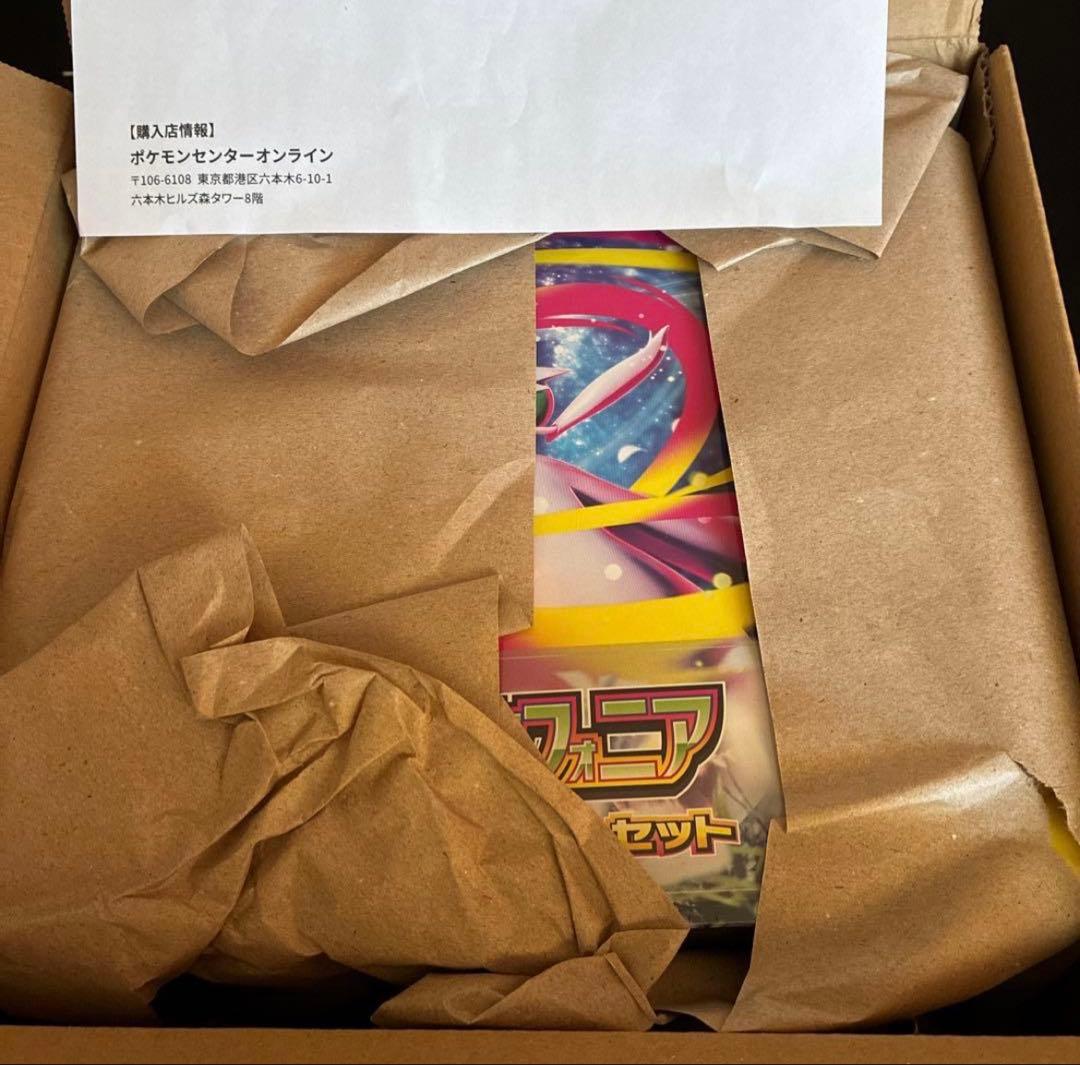 【購入店情報】
ポケモンセンターオンライン
〒106-6108 東京都港区六本木6-10-1
六本木ヒルズ森タワー8階
フォニア
セット